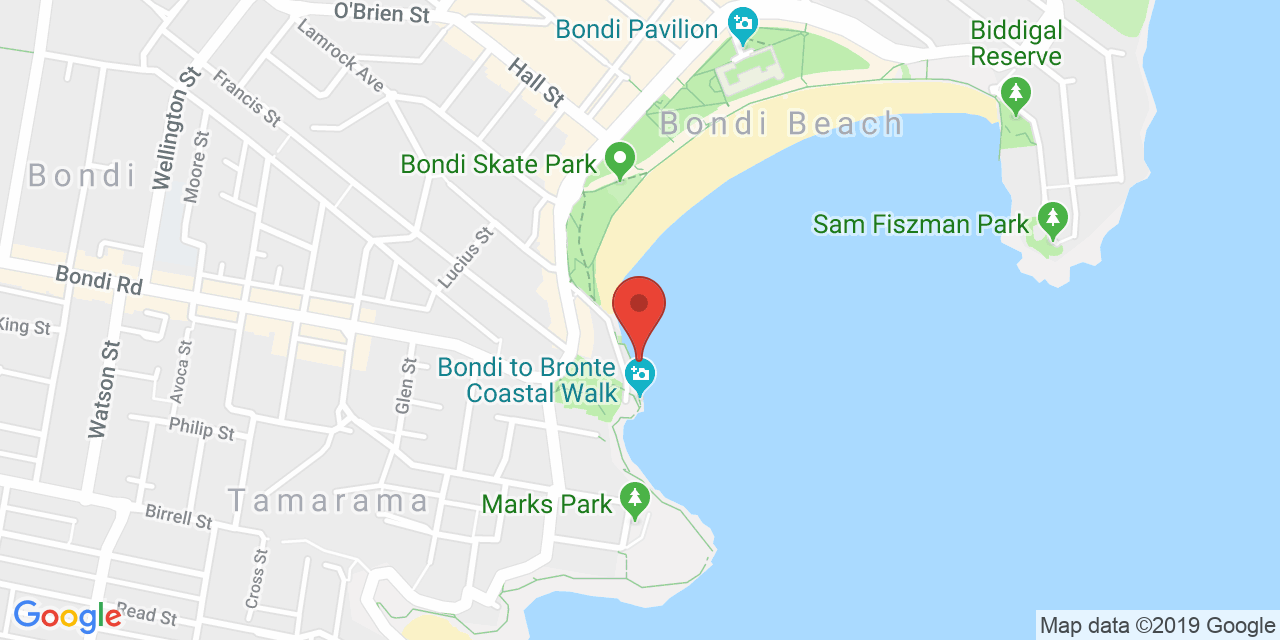 O'Brien St
Bondi Pavilion
Biddigal
Reserve
Lamrock Ave
Hall St
Francis St
Wellington St
Bondi Beach
Moore St
Bondi Skate Park
Bondi
Sam Fiszman Park
Lucius St
Bondi Rd
King St
Avoca St
Glen St
Watson St
Bondi to Bronte
Coastal Walk
Philip St
Tamarama
Marks Park
Birrell St
Cross St
Read St
Google
Map data ©2019 Google